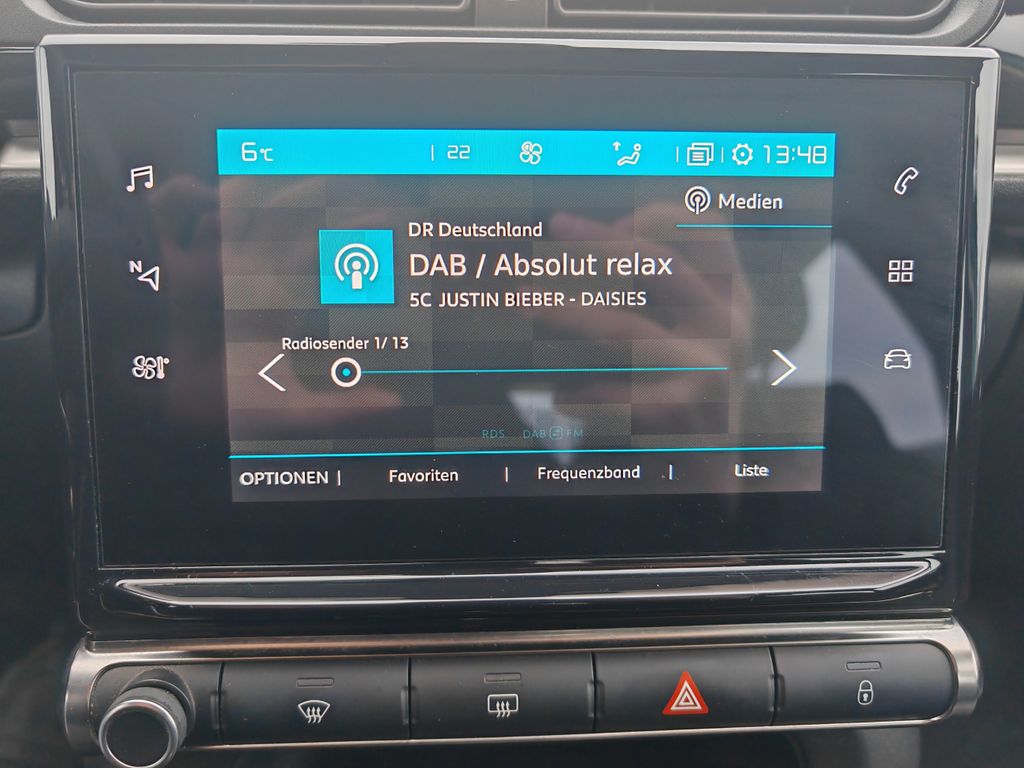 6°C | 22 | | 13:48
Medien
DR Deutschland
DAB / Absolut relax
5C JUSTIN BIEBER - DAISIES
Radiosender 1/ 13
N
RDS DAB FM
OPTIONEN | Favoriten | Frequenzband | Liste